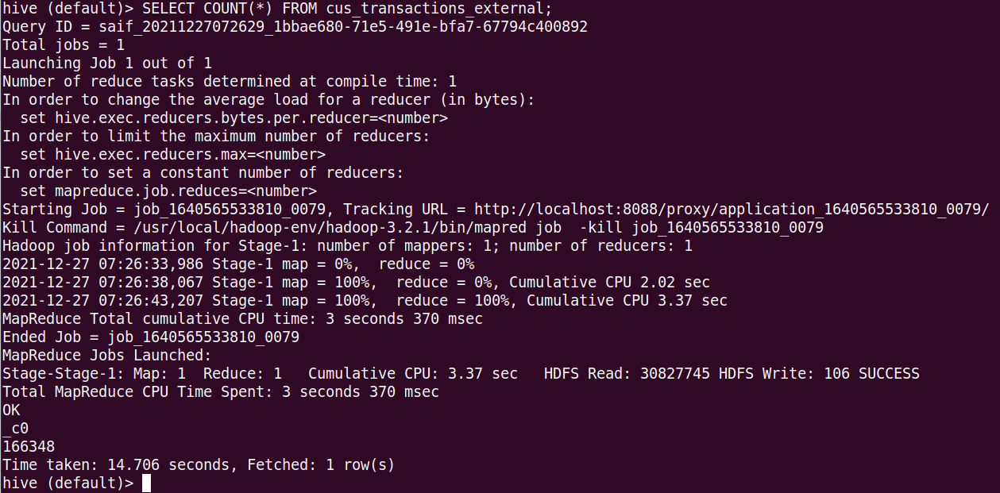 hive (default)> SELECT COUNT(*) FROM cus_transactions_external;
Query ID = saif_20211227072629_1bbae680-71e5-491e-bfa7-67794c400892
Total jobs = 1
Launching Job 1 out of 1
Number of reduce tasks determined at compile time: 1
In order to change the average load for a reducer (in bytes):
  set hive.exec.reducers.bytes.per.reducer=<number>
In order to limit the maximum number of reducers:
  set hive.exec.reducers.max=<number>
In order to set a constant number of reducers:
  set mapreduce.job.reduces=<number>
Starting Job = job_1640565533810_0079, Tracking URL = http://localhost:8088/proxy/application_1640565533810_0079/
Kill Command = /usr/local/hadoop-env/hadoop-3.2.1/bin/mapred job  -kill job_1640565533810_0079
Hadoop job information for Stage-1: number of mappers: 1; number of reducers: 1
2021-12-27 07:26:33,986 Stage-1 map = 0%,  reduce = 0%
2021-12-27 07:26:38,067 Stage-1 map = 100%,  reduce = 0%, Cumulative CPU 2.02 sec
2021-12-27 07:26:43,207 Stage-1 map = 100%,  reduce = 100%, Cumulative CPU 3.37 sec
MapReduce Total cumulative CPU time: 3 seconds 370 msec
Ended Job = job_1640565533810_0079
MapReduce Jobs Launched:
Stage-Stage-1: Map: 1  Reduce: 1   Cumulative CPU: 3.37 sec   HDFS Read: 30827745 HDFS Write: 106 SUCCESS
Total MapReduce CPU Time Spent: 3 seconds 370 msec
OK
_c0
166348
Time taken: 14.706 seconds, Fetched: 1 row(s)
hive (default)>